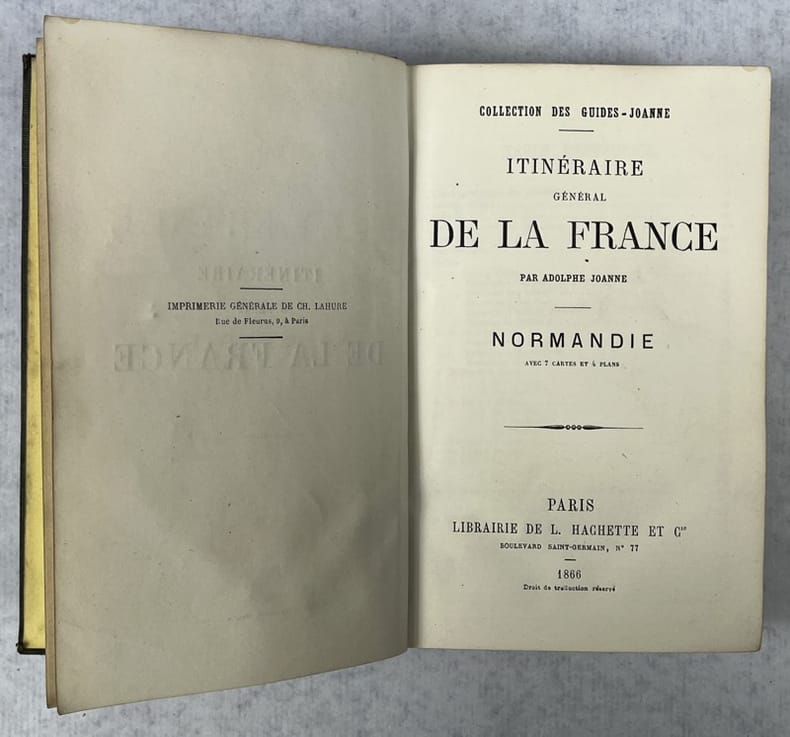 IMPRIMERIE GÉNÉRALE DE CH. LAHURE
Rue de Fleurus, 9, à Paris
COLLECTION DES GUIDES-JOANNE
ITINÉRAIRE
GÉNÉRAL
DE LA FRANCE
PAR ADOLPHE JOANNE
NORMANDIE
AVEC 7 CARTES ET 4 PLANS
PARIS
LIBRAIRIE DE L. HACHETTE ET Cie
BOULEVARD SAINT-GERMAIN, N° 77
1866
Droit de traduction réservé